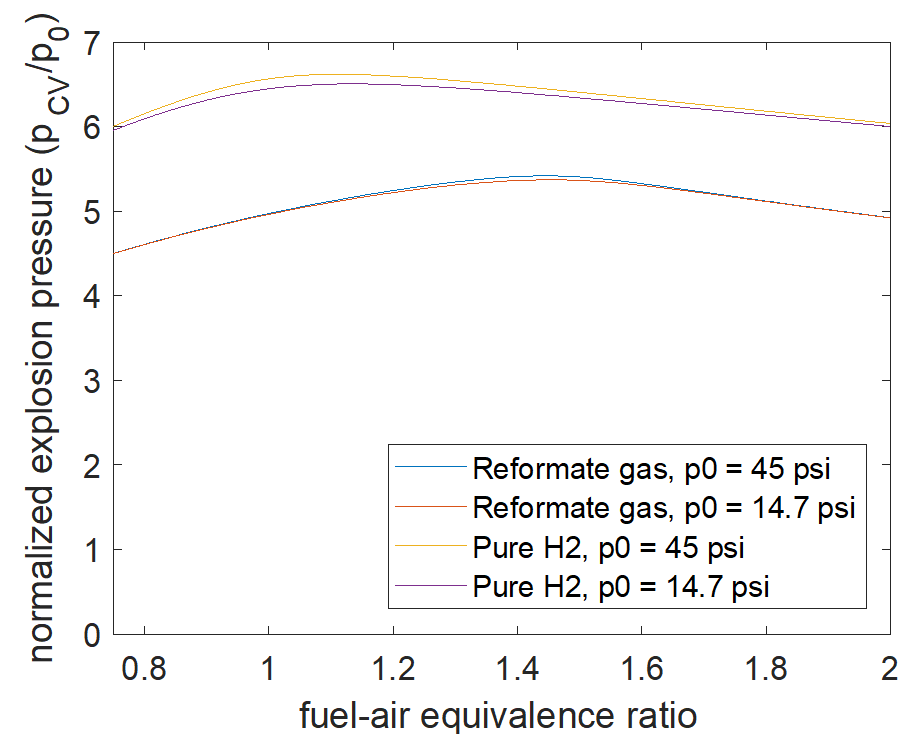 normalized explosion pressure (p CV/p0)
7
6
5
4
3
2
1
0
Reformate gas, p0 = 45 psi
Reformate gas, p0 = 14.7 psi
Pure H2, p0 = 45 psi
Pure H2, p0 = 14.7 psi
0.8 1 1.2 1.4 1.6 1.8 2
fuel-air equivalence ratio